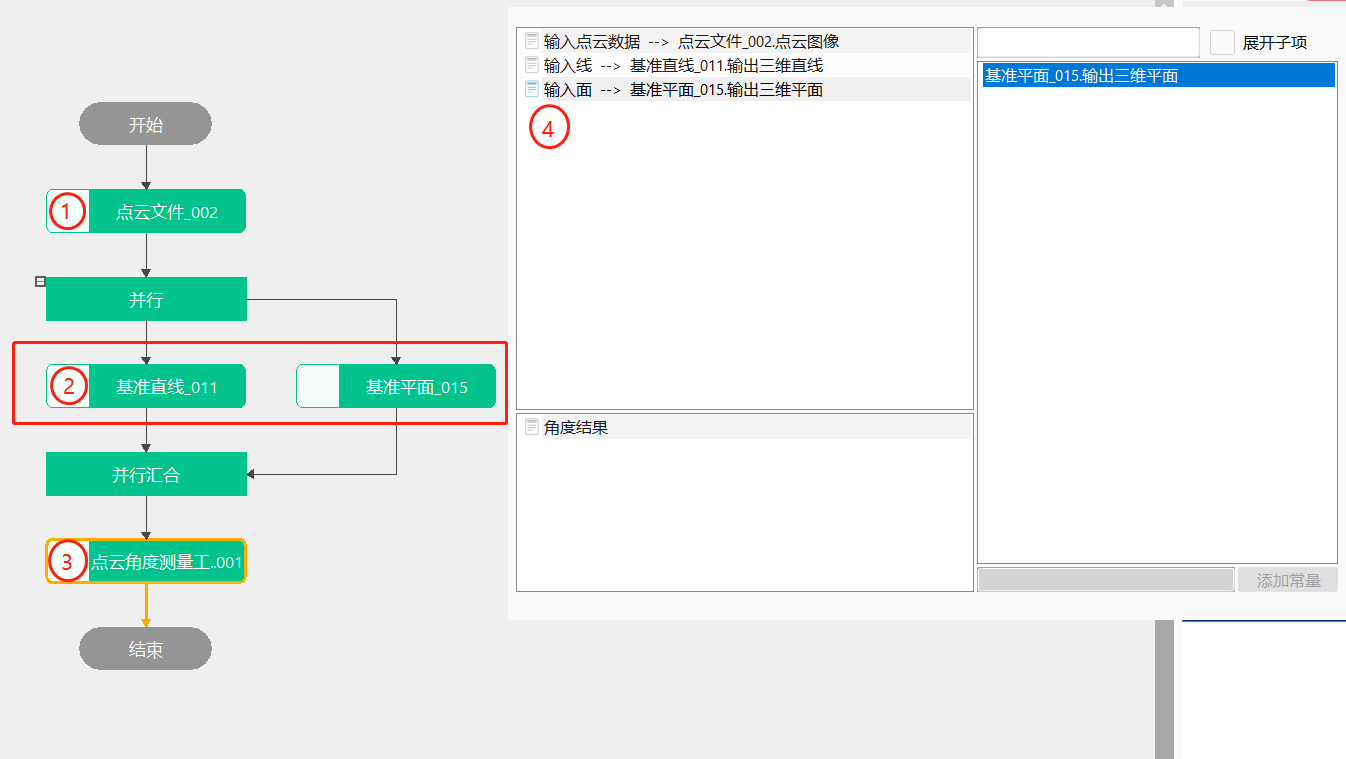 开始
1
点云文件_002
并行
2
基准直线_011
基准平面_015
并行汇合
3
点云角度测量工..001
结束
输入点云数据 --> 点云文件_002.点云图像
输入线 --> 基准直线_011.输出三维直线
输入面 --> 基准平面_015.输出三维平面
4
角度结果
展开子项
基准平面_015.输出三维平面
添加常量